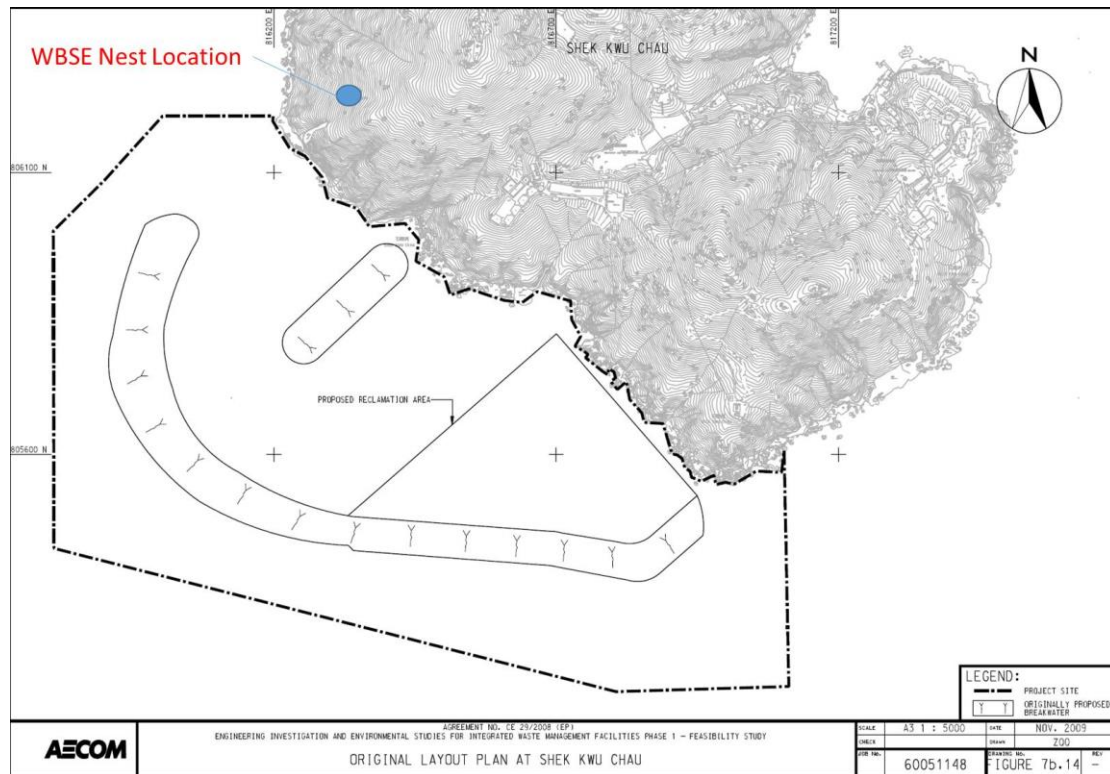 816200 E
816700 E
817200 E
SHEK KWU CHAU
WBSE Nest Location
N
806100 N
PROPOSED RECLAMATION AREA
805600 N
LEGEND:
PROJECT SITE
ORIGINALLY PROPOSED
BREAKWATER
AECOM
AGREEMENT NO. CE 29/2008 (EP)
ENGINEERING INVESTIGATION AND ENVIRONMENTAL STUDIES FOR INTEGRATED WASTE MANAGEMENT FACILITIES PHASE 1 - FEASIBILITY STUDY
ORIGINAL LAYOUT PLAN AT SHEK KWU CHAU
SCALE A3 1 : 5000 DATE NOV. 2009
CHECK DRAWN ZOO
JOB No. 60051148 DRAWING No. FIGURE 7b.14 REV -